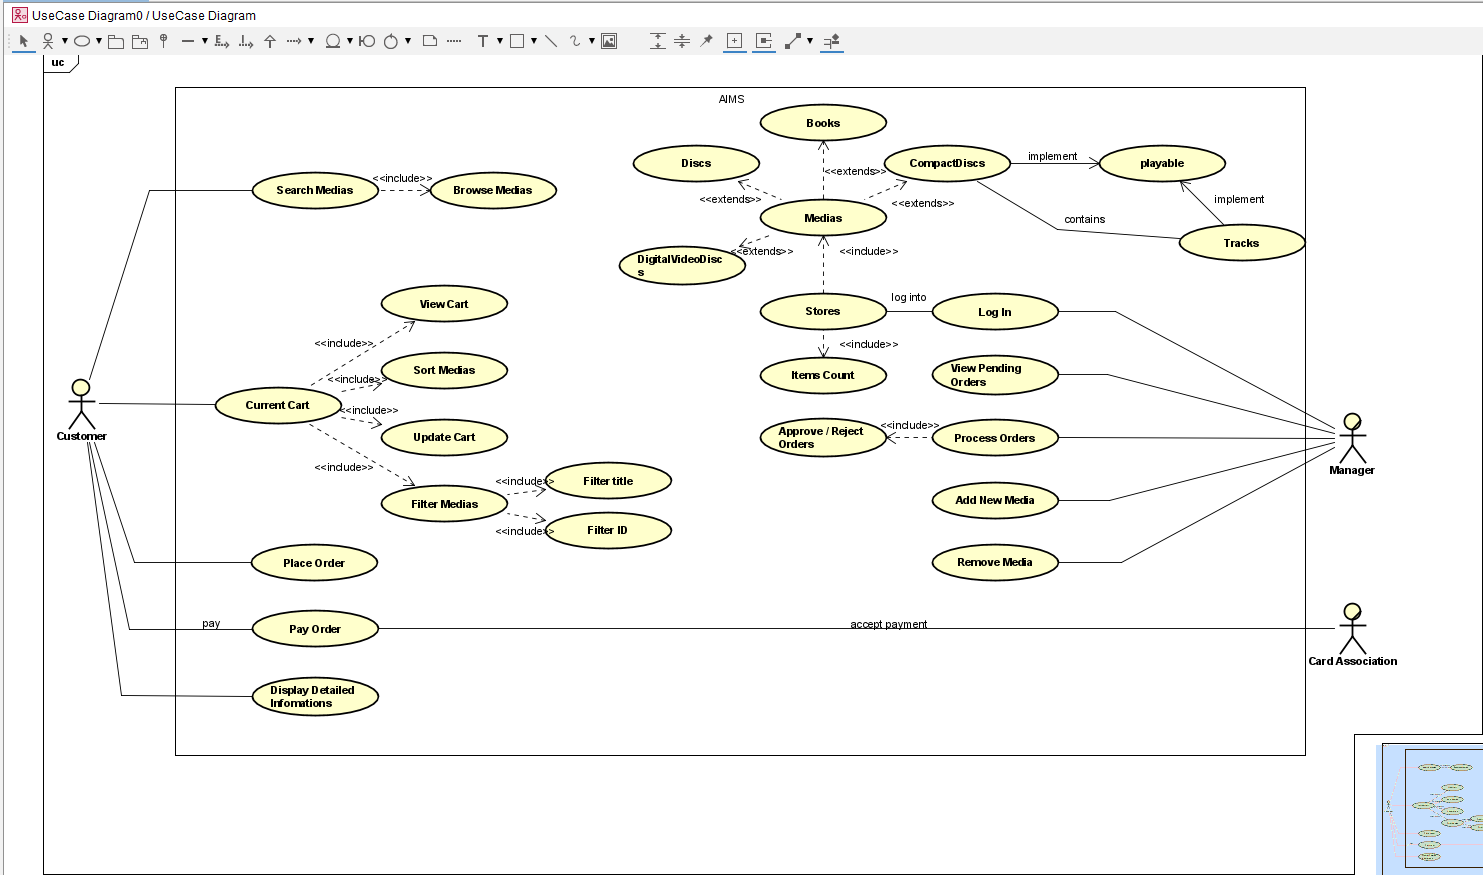 UseCase Diagram0 / UseCase Diagram
uc
AIMS
Books
Discs
CompactDiscs
implement
playable
<<extends>>
Search Medias
<<include>>
Browse Medias
<<extends>>
<<extends>>
implement
Medias
contains
Tracks
DigitalVideoDisc
s
<<extends>>
<<include>>
View Cart
log into
Stores
Log In
<<include>>
<<include>>
Sort Medias
<<include>>
Items Count
View Pending
Orders
Current Cart
<<include>>
Update Cart
Approve / Reject
Orders
<<include>>
Process Orders
Customer
Manager
<<include>>
Filter Medias
<<include>>
Filter title
<<include>>
Filter ID
Add New Media
Place Order
Remove Media
pay
Pay Order
accept payment
Card Association
Display Detailed
Infomations